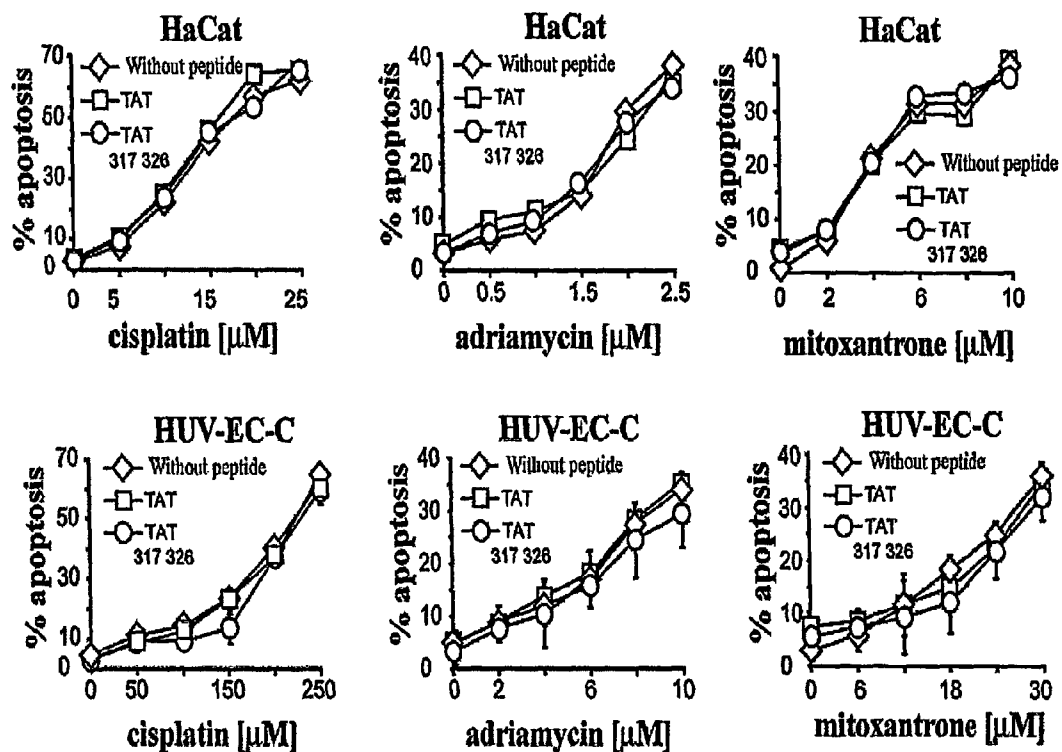 HaCat
% apoptosis
70
50
30
10
0
Without peptide
TAT
TAT
317 326
0 5 15 25
cisplatin [µM]
HaCat
% apoptosis
40
30
20
10
0
Without peptide
TAT
TAT
317 326
0 0.5 1.5 2.5
adriamycin [µM]
HaCat
% apoptosis
40
30
20
10
0
Without peptide
TAT
TAT
317 326
0 2 6 10
mitoxantrone [µM]
HUV-EC-C
% apoptosis
70
50
30
10
0
Without peptide
TAT
TAT
317 326
0 50 150 250
cisplatin [µM]
HUV-EC-C
% apoptosis
40
30
20
10
0
Without peptide
TAT
TAT
317 326
0 2 6 10
adriamycin [µM]
HUV-EC-C
% apoptosis
40
30
20
10
0
Without peptide
TAT
TAT
317 326
0 6 18 30
mitoxantrone [µM]